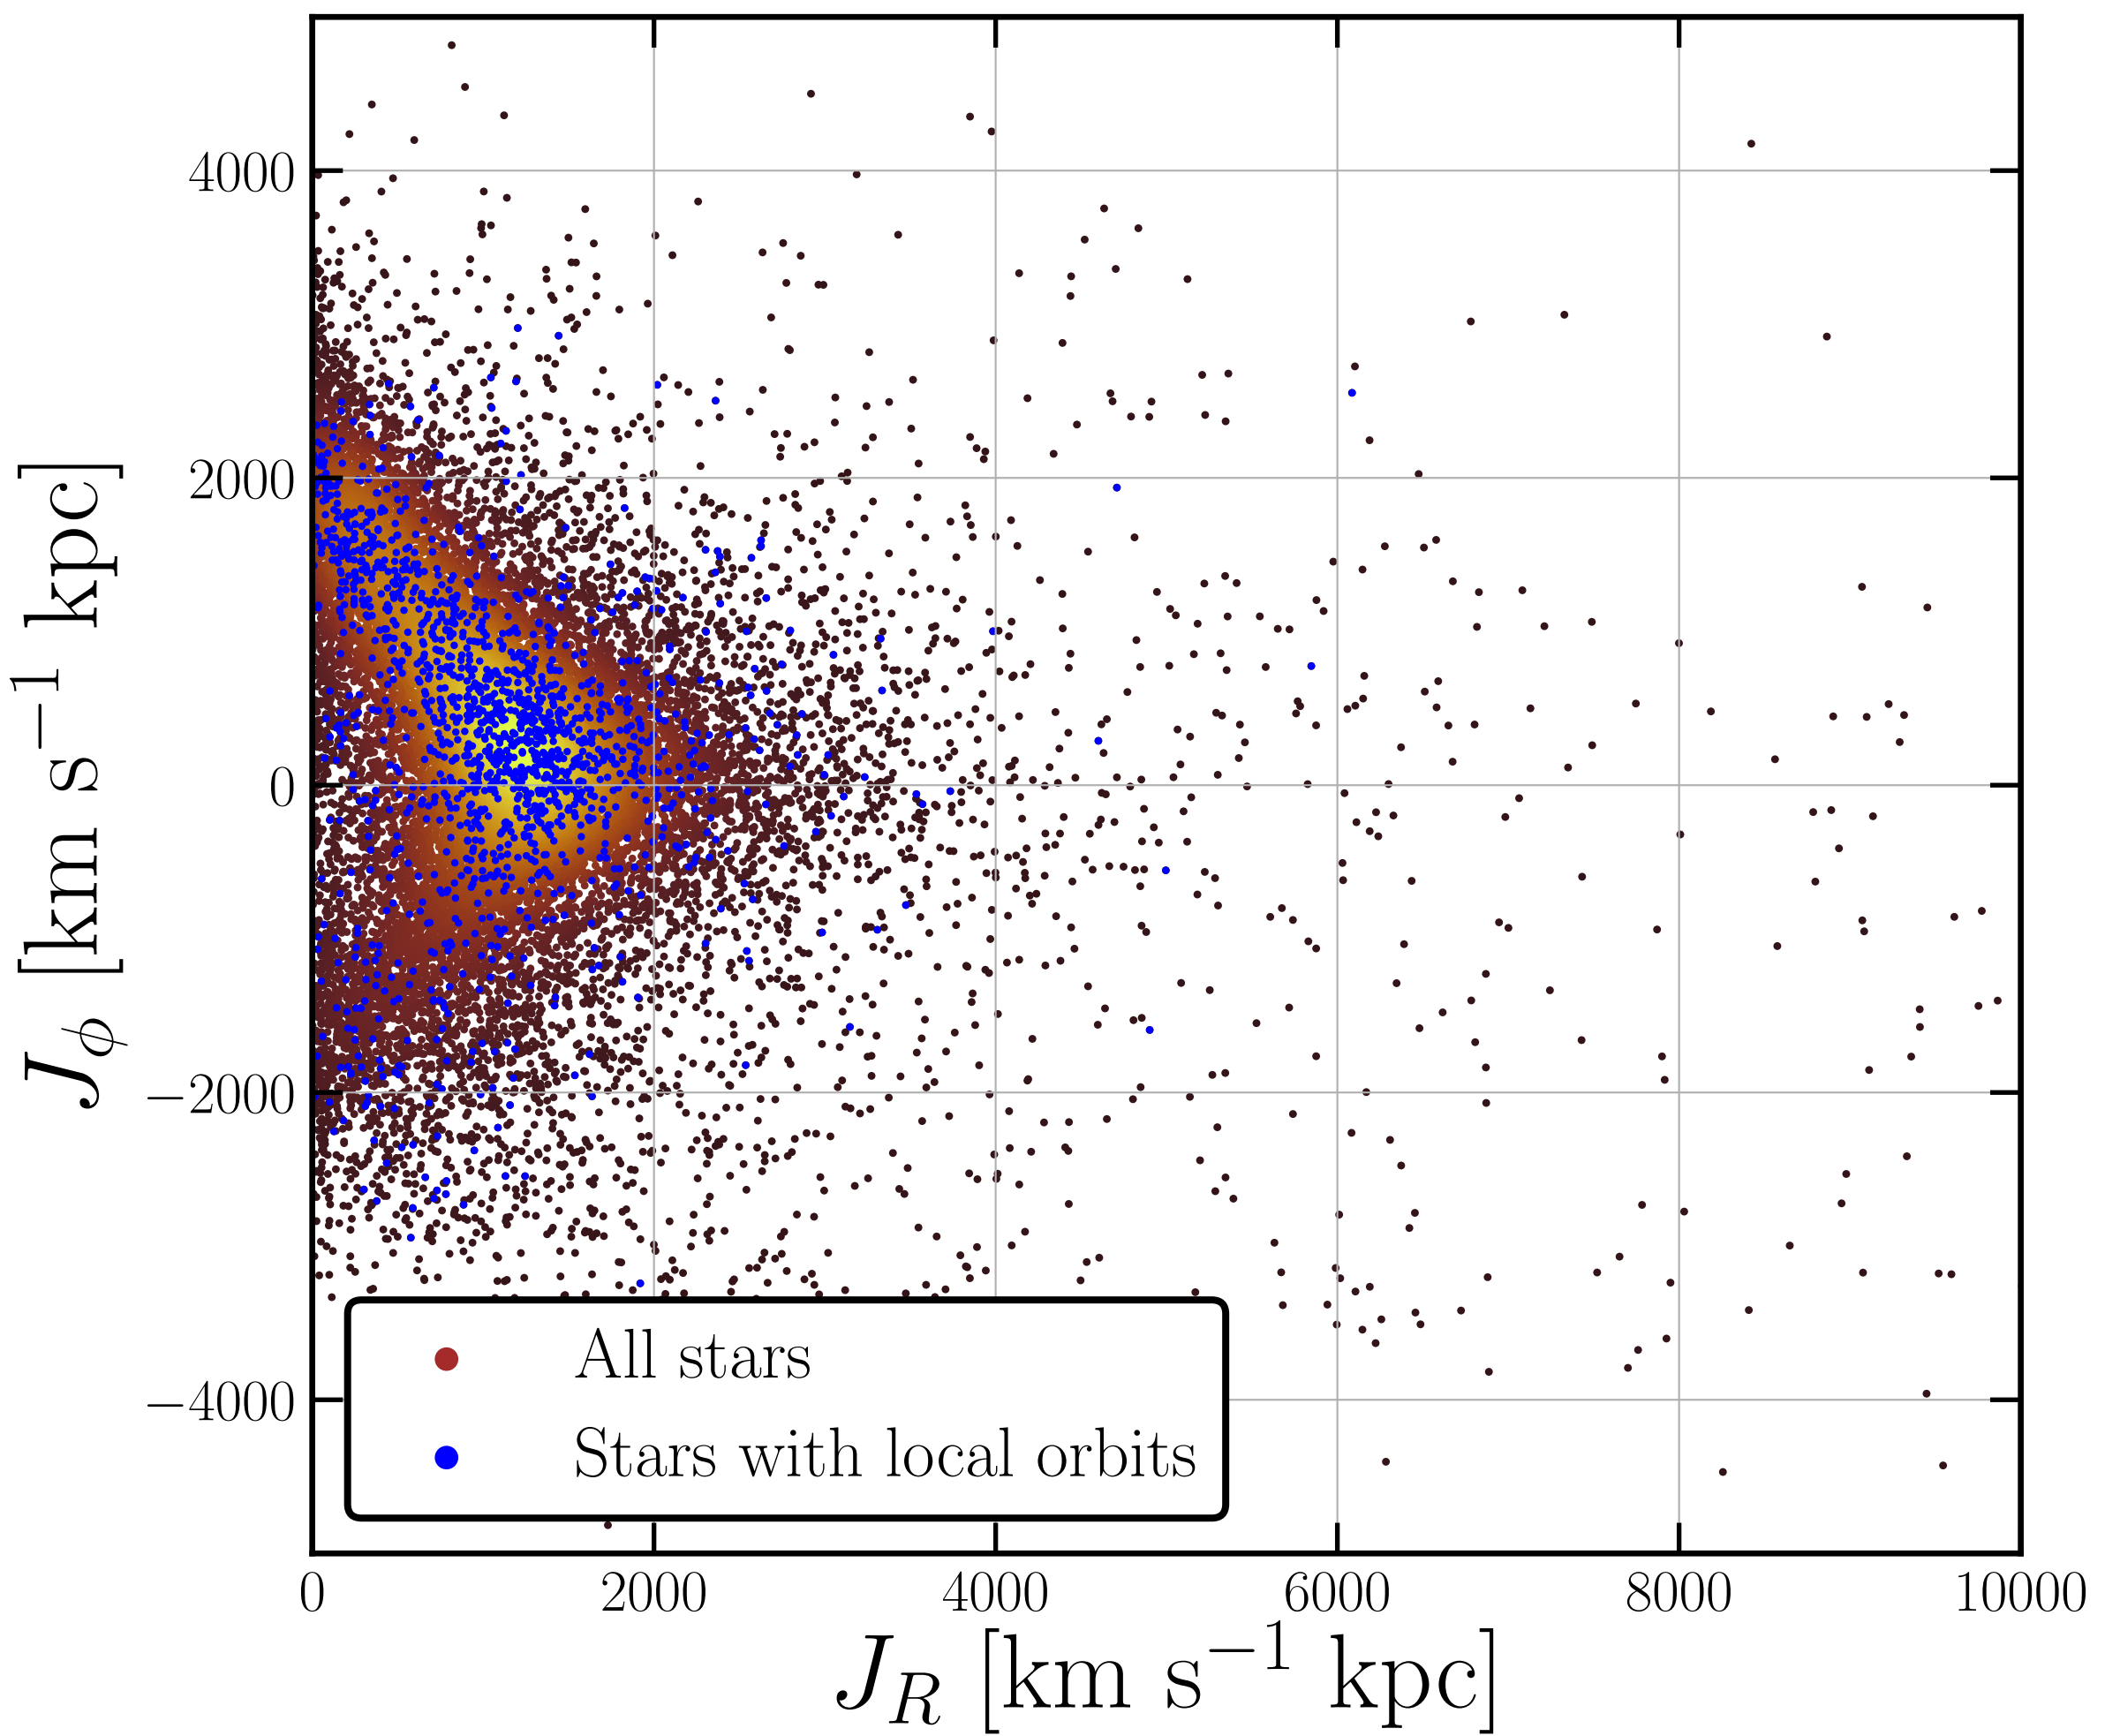 4000
2000
0
−2000
−4000
J_ϕ [km s⁻¹ kpc]
All stars
Stars with local orbits
0 2000 4000 6000 8000 10000
J_R [km s⁻¹ kpc]